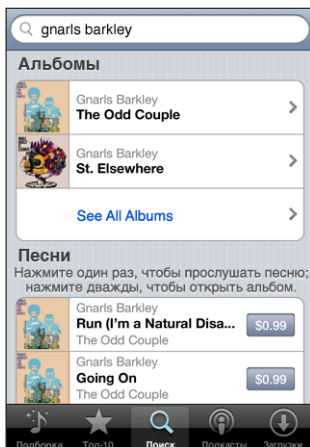 gnarls barkley
Альбомы
Gnarls Barkley
The Odd Couple
Gnarls Barkley
St. Elsewhere
See All Albums
Песни
Нажмите один раз, чтобы прослушать песню;
нажмите дважды, чтобы открыть альбом.
Gnarls Barkley
Run (I'm a Natural Disa...
$0.99
The Odd Couple
Gnarls Barkley
Going On
$0.99
The Odd Couple
Подборка Топ-10 Поиск Подкасты Загрузки